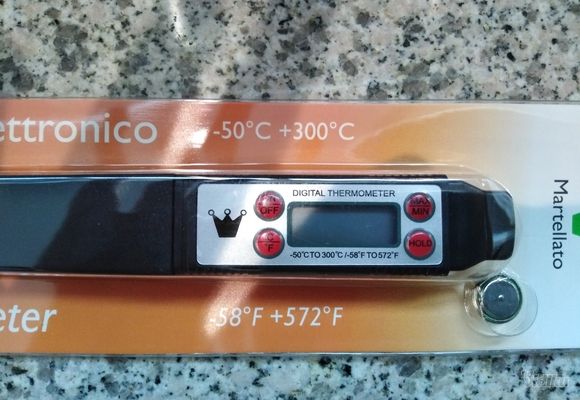 ettronico
-50°C +300°C
DIGITAL THERMOMETER
OFF
MAX
MIN
C
/F
HOLD
-50°C TO 300°C /-58°F TO 572°F
Martellato
eter
-58°F +572°F